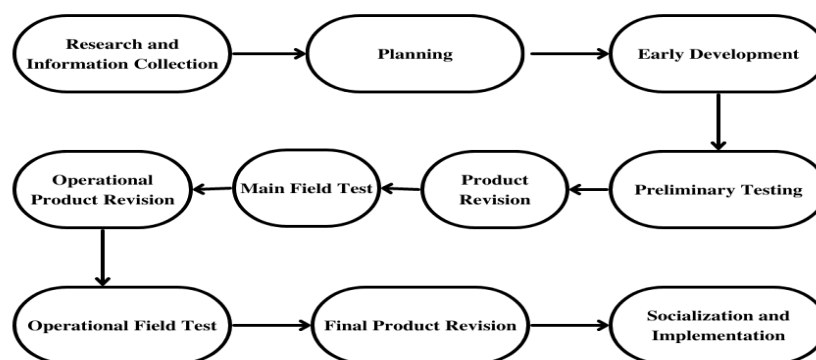 Research and
Information Collection
Planning
Early Development
Preliminary Testing
Product
Revision
Main Field Test
Operational
Product Revision
Operational Field Test
Final Product Revision
Socialization and
Implementation